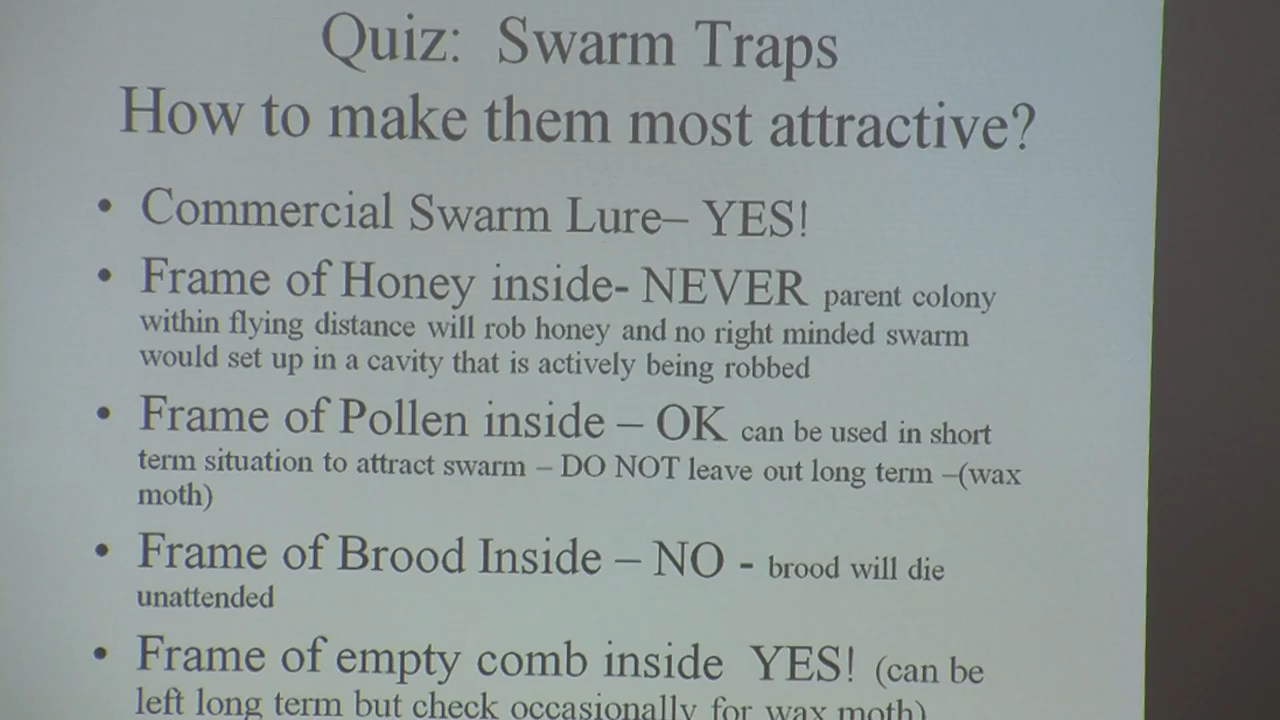 Quiz: Swarm Traps
How to make them most attractive?
• Commercial Swarm Lure– YES!
• Frame of Honey inside- NEVER parent colony
within flying distance will rob honey and no right minded swarm
would set up in a cavity that is actively being robbed
• Frame of Pollen inside – OK can be used in short
term situation to attract swarm – DO NOT leave out long term –(wax
moth)
• Frame of Brood Inside – NO - brood will die
unattended
• Frame of empty comb inside YES! (can be
left long term but check occasionally for wax moth)